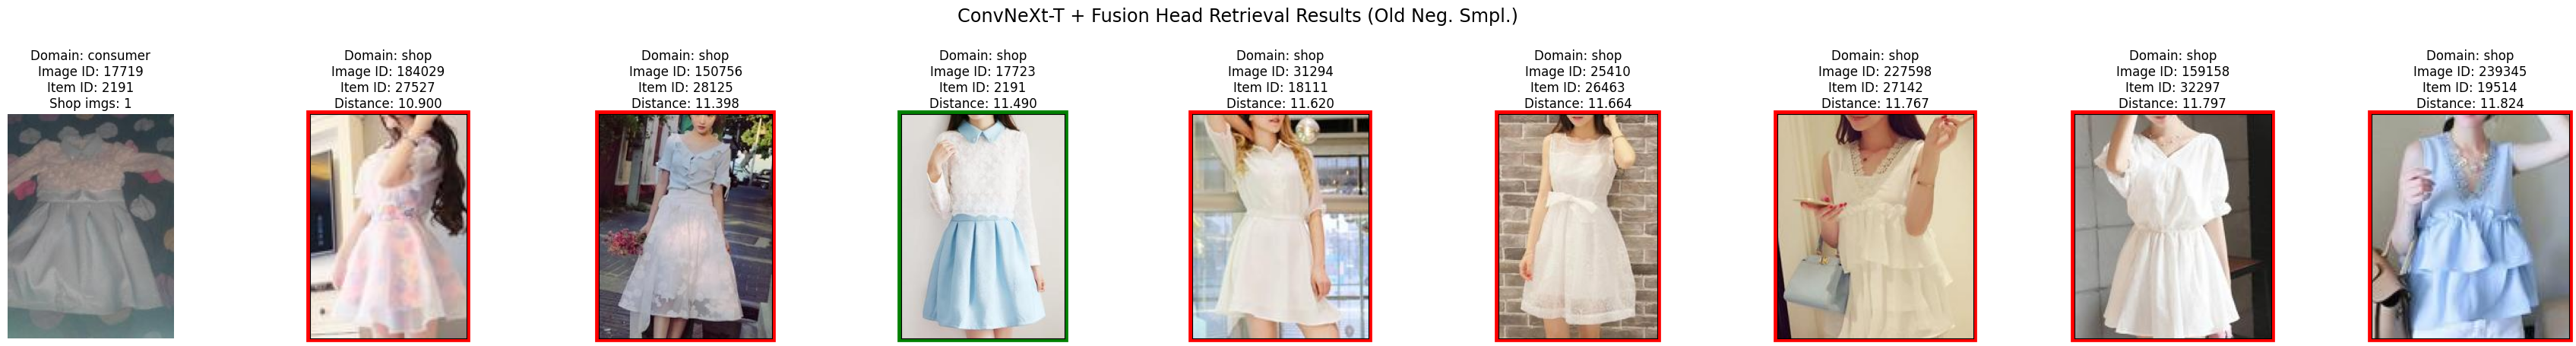 ConvNeXt-T + Fusion Head Retrieval Results (Old Neg. Smpl.)
Domain: consumer
Image ID: 17719
Item ID: 2191
Shop imgs: 1
Domain: shop
Image ID: 184029
Item ID: 27527
Distance: 10.900
Domain: shop
Image ID: 150756
Item ID: 28125
Distance: 11.398
Domain: shop
Image ID: 17723
Item ID: 2191
Distance: 11.490
Domain: shop
Image ID: 31294
Item ID: 18111
Distance: 11.620
Domain: shop
Image ID: 25410
Item ID: 26463
Distance: 11.664
Domain: shop
Image ID: 227598
Item ID: 27142
Distance: 11.767
Domain: shop
Image ID: 159158
Item ID: 32297
Distance: 11.797
Domain: shop
Image ID: 239345
Item ID: 19514
Distance: 11.824